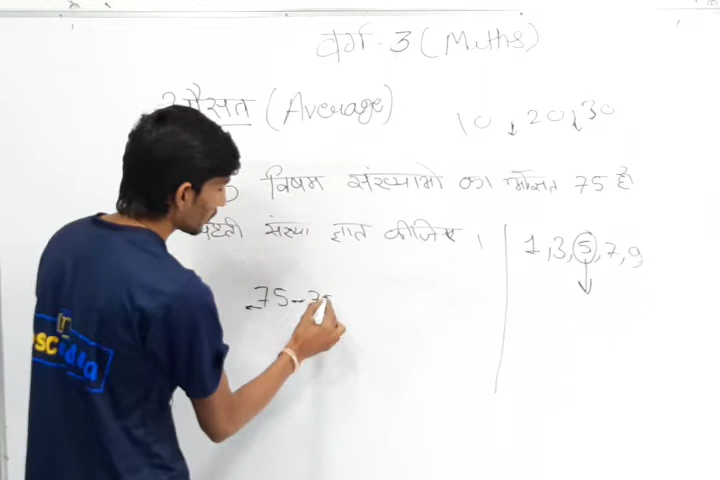 वर्ग - 3 (Maths)
औसत (Average)
10 20 30
विषम संख्याओ का औसत 75 है
पहली संख्या ज्ञात कीजिए ।
1,3,5,7,9
75